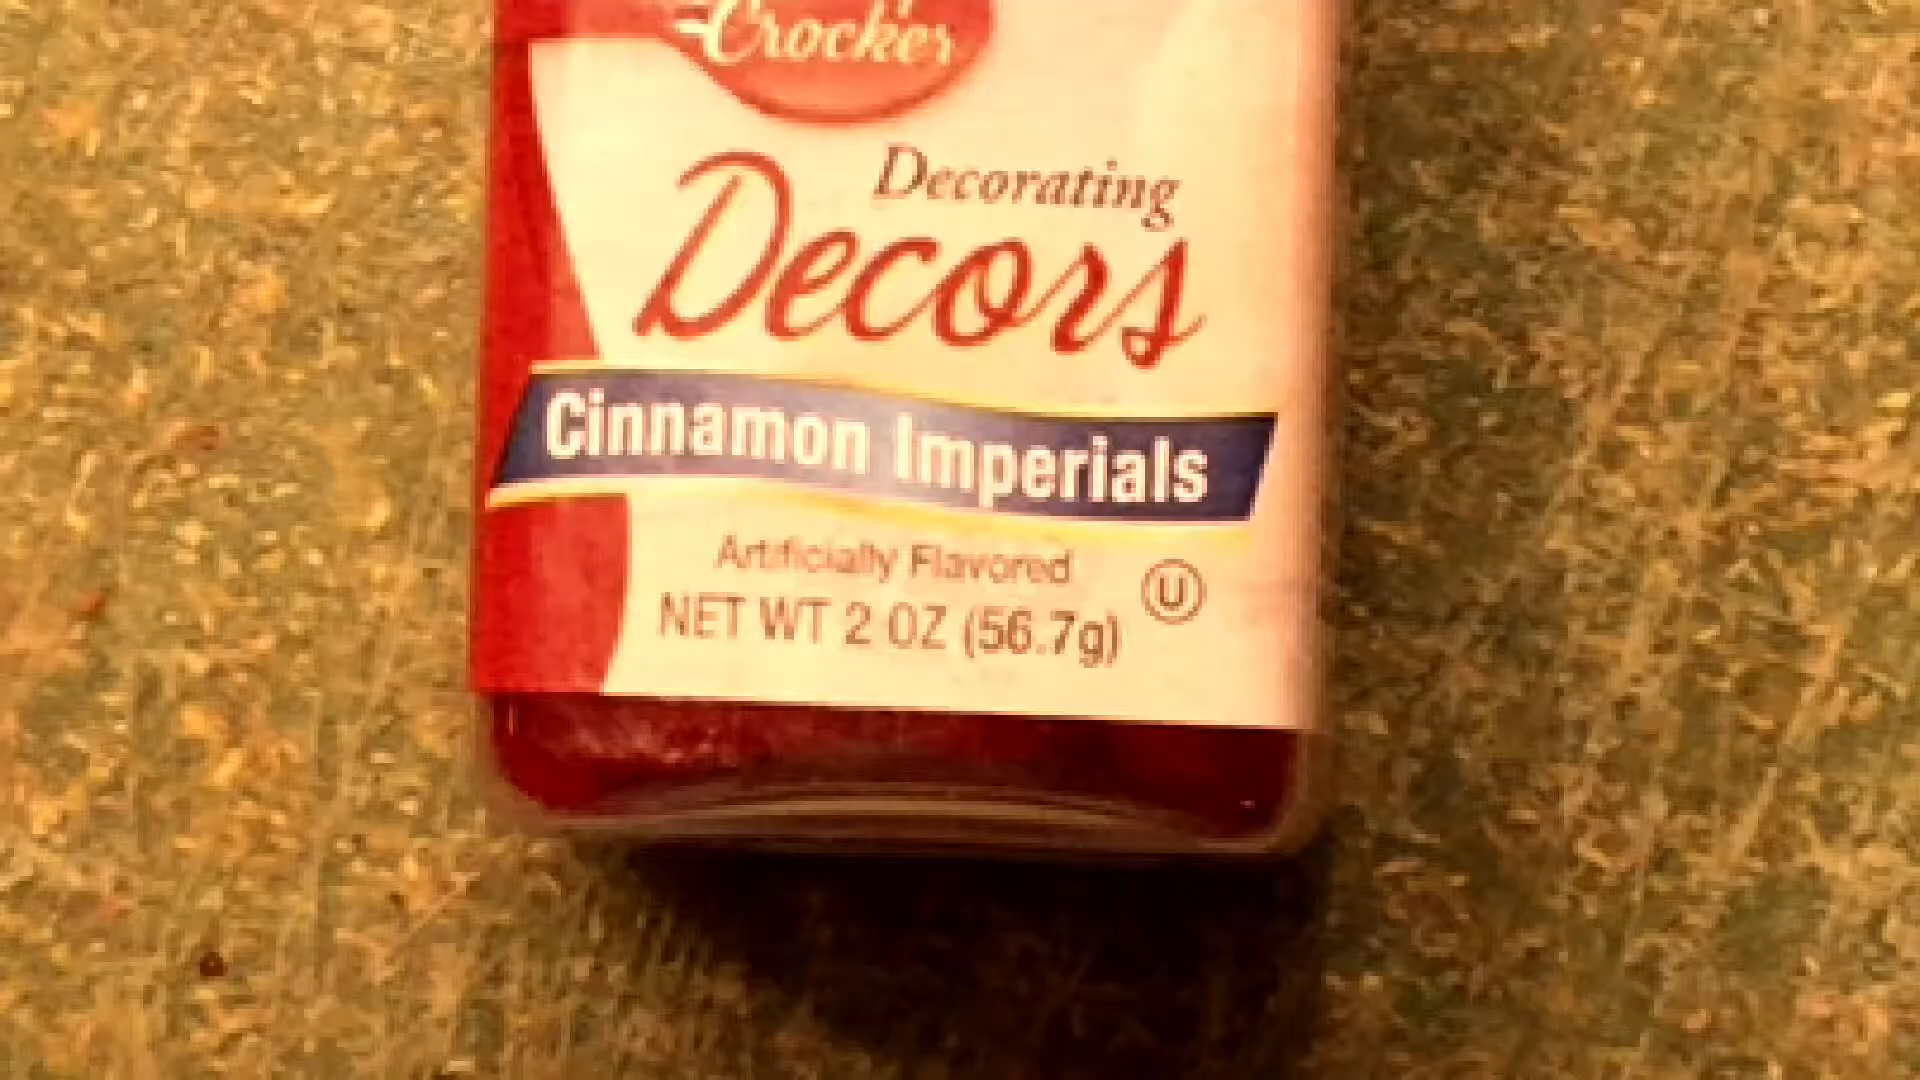 Crocker
Decorating
Decors
Cinnamon Imperials
Artificially Flavored
U
NET WT 2 OZ (56.7g)